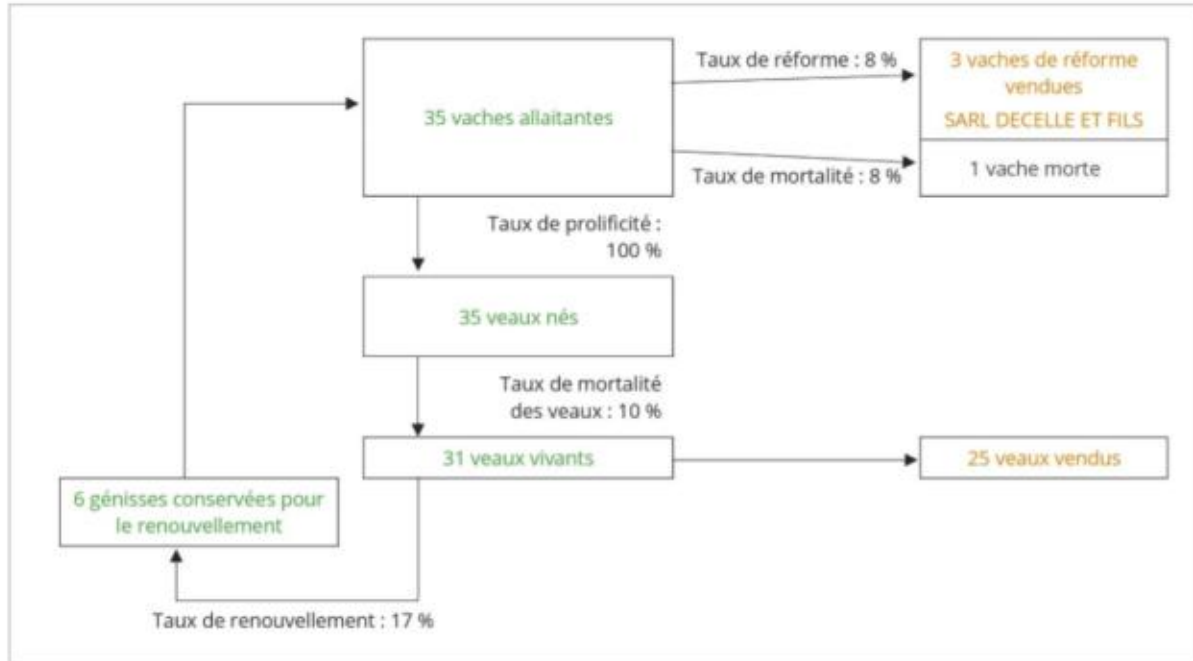 Taux de réforme : 8 %
3 vaches de réforme
vendues
SARL DECELLE ET FILS
35 vaches allaitantes
Taux de mortalité : 8 %
1 vache morte
Taux de prolificité :
100 %
35 veaux nés
Taux de mortalité
des veaux : 10 %
31 veaux vivants
25 veaux vendus
6 génisses conservées pour
le renouvellement
Taux de renouvellement : 17 %